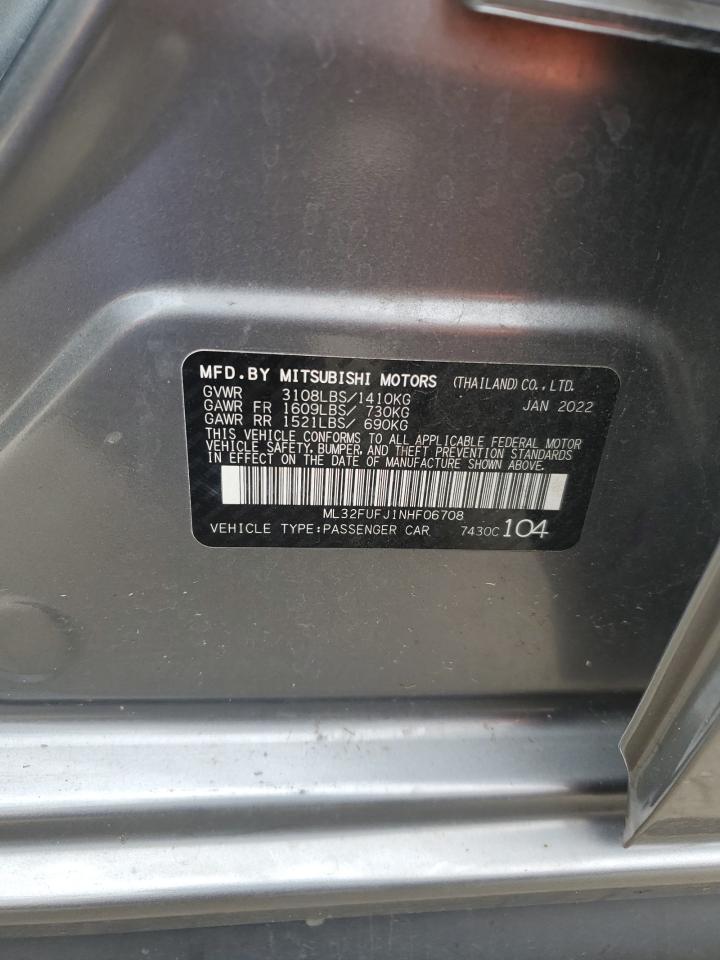 MFD.BY MITSUBISHI MOTORS (THAILAND) CO., LTD.
GVWR 3108LBS/1410KG JAN 2022
GAWR FR 1609LBS/ 730KG
GAWR RR 1521LBS/ 690KG
THIS VEHICLE CONFORMS TO ALL APPLICABLE FEDERAL MOTOR
VEHICLE SAFETY, BUMPER, AND THEFT PREVENTION STANDARDS
IN EFFECT ON THE DATE OF MANUFACTURE SHOWN ABOVE.
ML32FUFJ1NHF06708
VEHICLE TYPE:PASSENGER CAR 7430C 104